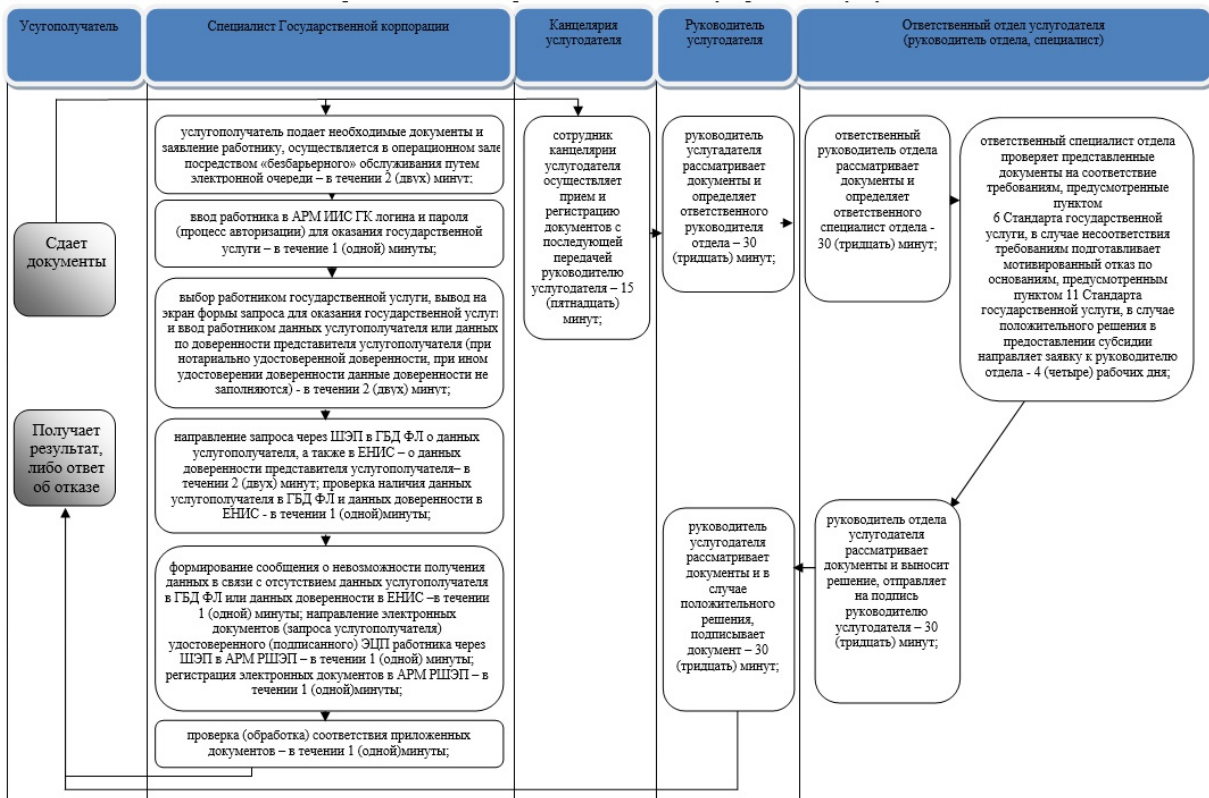 Усугополучатель
Специалист Государственной корпорации
Канцелярия
услугодателя
Руководитель
услугодателя
Ответственный отдел услугодателя
(руководитель отдела, специалист)
Сдает
документы
Получает
результат,
либо ответ
об отказе
услугополучатель подает необходимые документы и
заявление работнику, осуществляется в операционном зале
посредством «безбарьерного» обслуживания путем
электронной очереди – в течении 2 (двух) минут;
ввод работника в АРМ ИИС ГК логина и пароля
(процесс авторизации) для оказания государственной
услуги – в течение 1 (одной) минуты;
выбор работником государственной услуги, вывод на
экран формы запроса для оказания государственной услуги
и ввод работником данных услугополучателя или данных
по доверенности представителя услугополучателя (при
нотариально удостоверенной доверенности, при ином
удостоверении доверенности данные доверенности не
заполняются) - в течении 2 (двух) минут;
направление запроса через ШЭП в ГБД ФЛ о данных
услугополучателя, а также в ЕНИС – о данных
доверенности представителя услугополучателя– в
течении 2 (двух) минут; проверка наличия данных
услугополучателя в ГБД ФЛ и данных доверенности в
ЕНИС - в течении 1 (одной)минуты;
формирование сообщения о невозможности получения
данных в связи с отсутствием данных услугополучателя
в ГБД ФЛ или данных доверенности в ЕНИС –в течении
1 (одной) минуты; направление электронных
документов (запроса услугополучателя)
удостоверенного (подписанного) ЭЦП работника через
ШЭП в АРМ РШЭП – в течении 1 (одной) минуты;
регистрация электронных документов в АРМ РШЭП – в
течении 1 (одной)минуты;
проверка (обработка) соответствия приложенных
документов – в течении 1 (одной)минуты;
сотрудник
канцелярии
услугодателя
осуществляет
прием и
регистрацию
документов с
последующей
передачей
руководителю
услугодателя – 15
(пятнадцать)
минут;
руководитель
услугадателя
рассматривает
документы и
определяет
ответственного
руководителя
отдела – 30
(тридцать) минут;
ответственный
руководитель отдела
рассматривает
документы и
определяет
ответственного
специалист отдела -
30 (тридцать) минут;
ответственный специалист отдела
проверяет представленные
документы на соответствие
требованиям, предусмотренные
пунктом
6 Стандарта государственной
услуги, в случае несоответствия
требованиям подготавливает
мотивированный отказ по
основаниям, предусмотренным
пунктом 11 Стандарта
государственной услуги, в случае
положительного решения в
предоставлении субсидии
направляет заявку к руководителю
отдела - 4 (четыре) рабочих дня;
руководитель
услугодателя
рассматривает
документы и в
случае
положительного
решения,
подписывает
документ – 30
(тридцать) минут;
руководитель отдела
услугодателя
рассматривает
документы и выносит
решение, отправляет
на подпись
руководителю
услугодателя – 30
(тридцать) минут;